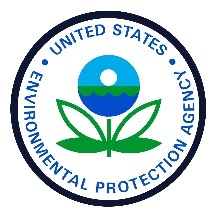 • UNITED STATES •
ENVIRONMENTAL PROTECTION AGENCY